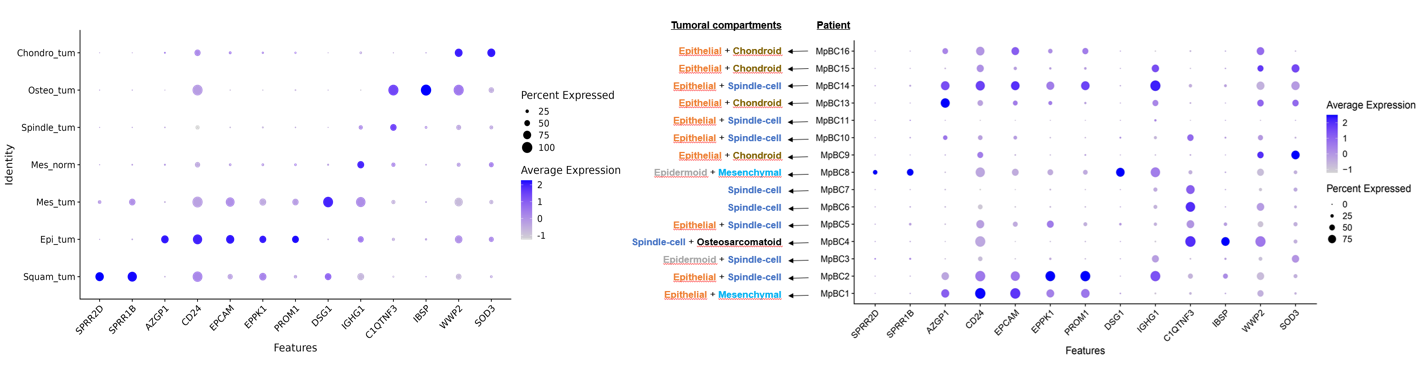 Identity
Chondro_tum
Osteo_tum
Spindle_tum
Mes_norm
Mes_tum
Epi_tum
Squam_tum
SPRR2D SPRR1B AZGP1 CD24 EPCAM EPPK1 PROM1 DSG1 IGHG1 C1QTNF3 IBSP WWP2 SOD3
Features
Percent Expressed
25
50
75
100
Average Expression
2
1
0
-1
Tumoral compartments Patient
Epithelial + Chondroid MpBC16
Epithelial + Chondroid MpBC15
Epithelial + Spindle-cell MpBC14
Epithelial + Chondroid MpBC13
Epithelial + Spindle-cell MpBC11
Epithelial + Spindle-cell MpBC10
Epithelial + Chondroid MpBC9
Epidermoid + Mesenchymal MpBC8
Spindle-cell MpBC7
Spindle-cell MpBC6
Epithelial + Spindle-cell MpBC5
Spindle-cell + Osteosarcomatoid MpBC4
Epidermoid + Spindle-cell MpBC3
Epithelial + Spindle-cell MpBC2
Epithelial + Mesenchymal MpBC1
SPRR2D SPRR1B AZGP1 CD24 EPCAM EPPK1 PROM1 DSG1 IGHG1 C1QTNF3 IBSP WWP2 SOD3
Features
Average Expression
2
1
0
−1
Percent Expressed
0
25
50
75